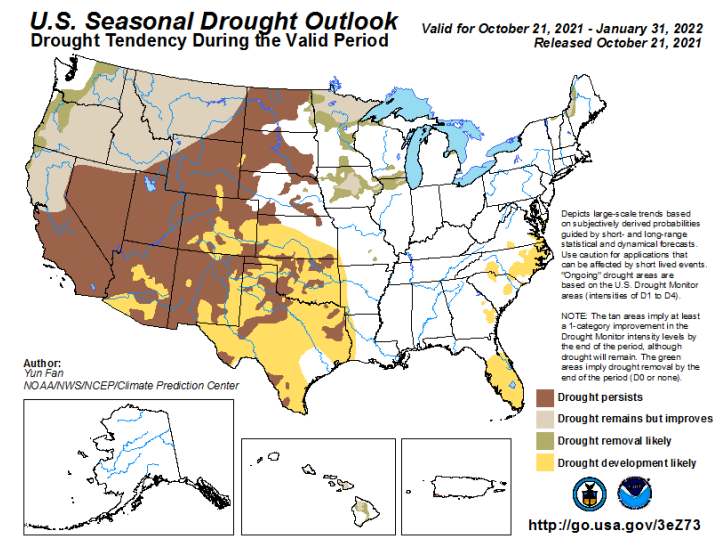 U.S. Seasonal Drought Outlook
Drought Tendency During the Valid Period
Valid for October 21, 2021 - January 31, 2022
Released October 21, 2021
Depicts large-scale trends based
on subjectively derived probabilities
guided by short- and long-range
statistical and dynamical forecasts.
Use caution for applications that
can be affected by short lived events.
"Ongoing" drought areas are
based on the U.S. Drought Monitor
areas (intensities of D1 to D4).
NOTE: The tan areas imply at least
a 1-category improvement in the
Drought Monitor intensity levels by
the end of the period, although
drought will remain. The green
areas imply drought removal by the
end of the period (D0 or none).
Author:
Yun Fan
NOAA/NWS/NCEP/Climate Prediction Center
Drought persists
Drought remains but improves
Drought removal likely
Drought development likely
http://go.usa.gov/3eZ73